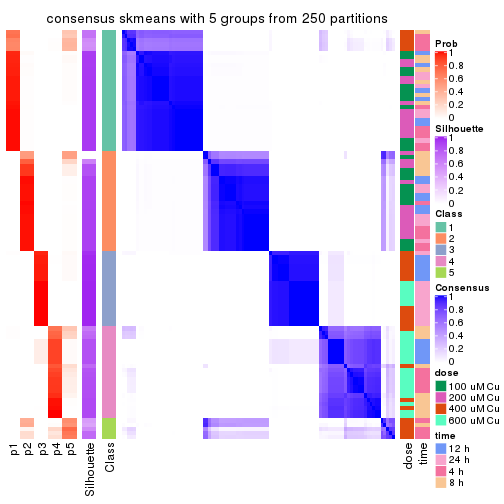 consensus skmeans with 5 groups from 250 partitions
Prob
1
0.8
0.6
0.4
0.2
0
Silhouette
1
0.8
0.6
0.4
0.2
0
Class
1
2
3
4
5
Consensus
1
0.8
0.6
0.4
0.2
0
dose
100 uM Cu
200 uM Cu
400 uM Cu
600 uM Cu
time
12 h
24 h
4 h
8 h
p1
p2
p3
p4
p5
Silhouette
Class
dose
time